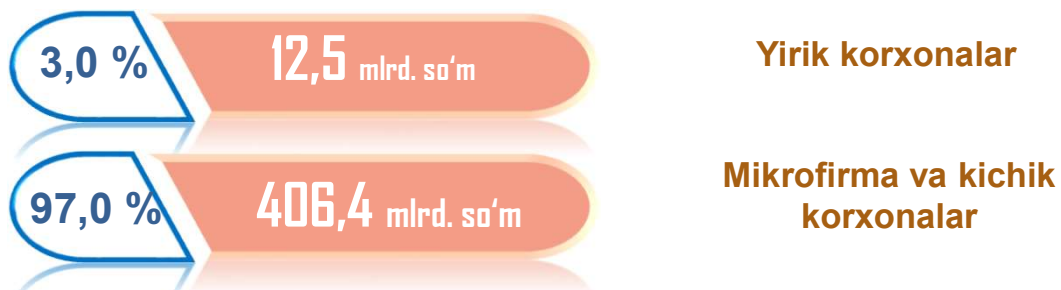 3,0 %
12,5 mlrd. so‘m
Yirik korxonalar
97,0 %
406,4 mlrd. so‘m
Mikrofirma va kichik
korxonalar